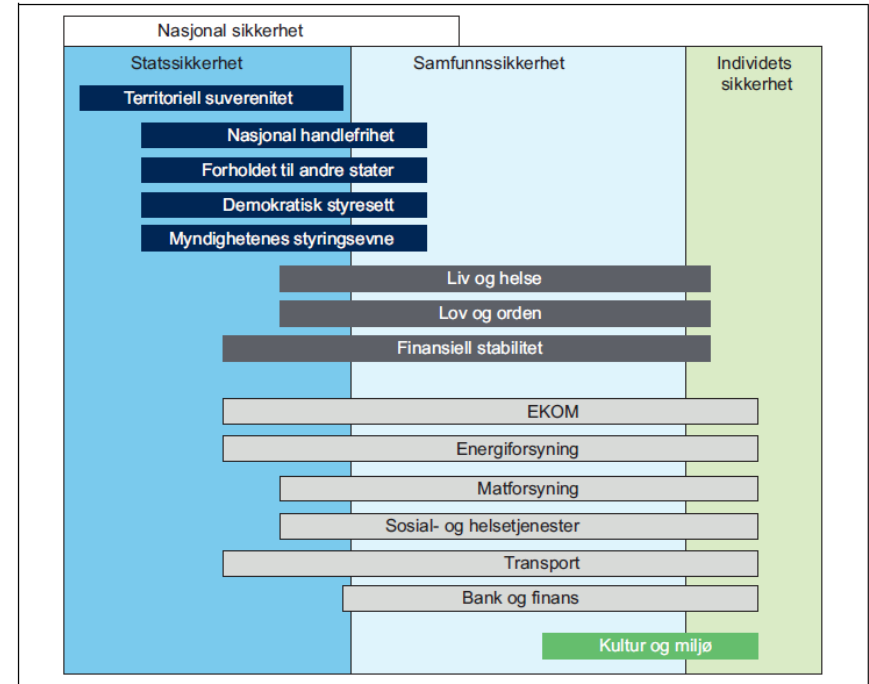 Nasjonal sikkerhet
Statssikkerhet
Samfunnssikkerhet
Individets
sikkerhet
Territoriell suverenitet
Nasjonal handlefrihet
Forholdet til andre stater
Demokratisk styresett
Myndighetenes styringsevne
Liv og helse
Lov og orden
Finansiell stabilitet
EKOM
Energiforsyning
Matforsyning
Sosial- og helsetjenester
Transport
Bank og finans
Kultur og miljø